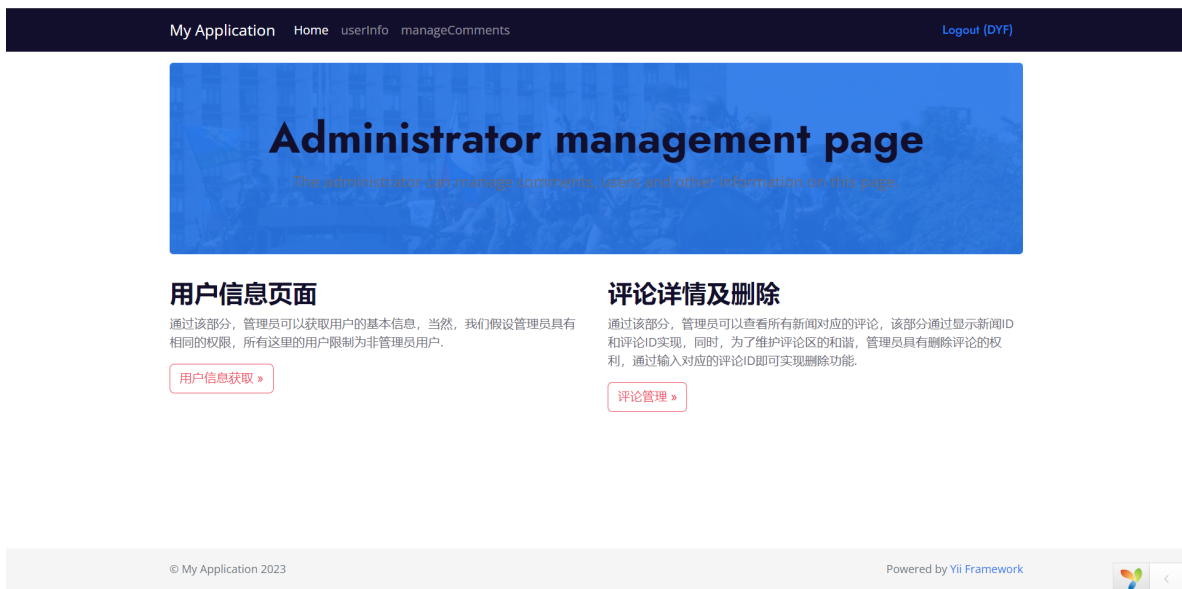 My Application Home userInfo manageComments Logout (DYF)
Administrator management page
The administrator can manage comments, users and other information on this page
用户信息页面
通过该部分，管理员可以获取用户的基本信息，当然，我们假设管理员具有
相同的权限，所有这里的用户限制为非管理员用户.
用户信息获取 »
评论详情及删除
通过该部分，管理员可以查看所有新闻对应的评论，该部分通过显示新闻ID
和评论ID实现，同时，为了维护评论区的和谐，管理员具有删除评论的权
利，通过输入对应的评论ID即可实现删除功能.
评论管理 »
© My Application 2023 Powered by Yii Framework